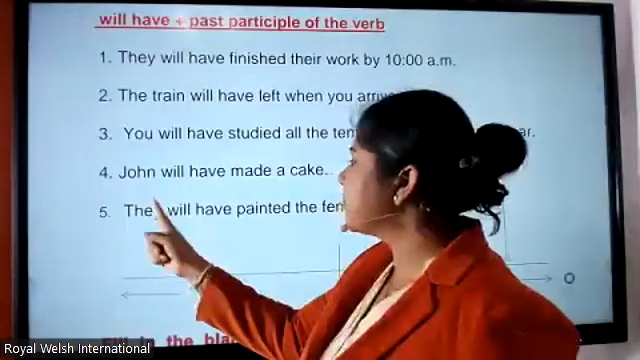 will have + past participle of the verb
1. They will have finished their work by 10:00 a.m.
2. The train will have left when you
3. You will have studied all the
4. John will have made a cake..
5. will have painted the
Fill in the
Royal Welsh International